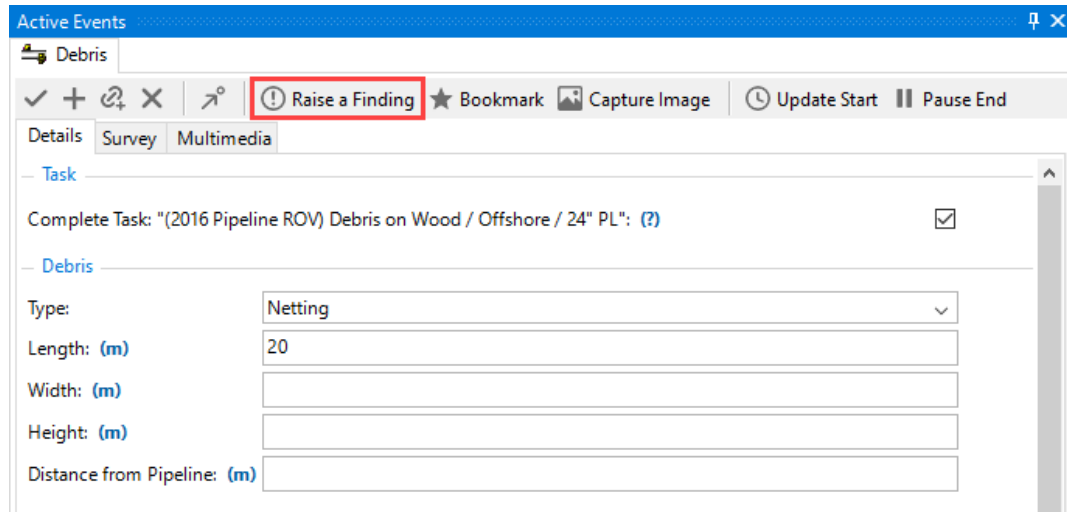 Active Events
Debris
Raise a Finding Bookmark Capture Image Update Start Pause End
Details Survey Multimedia
Task
Complete Task: "(2016 Pipeline ROV) Debris on Wood / Offshore / 24" PL": (?)
Debris
Type: Netting
Length: (m) 20
Width: (m)
Height: (m)
Distance from Pipeline: (m)